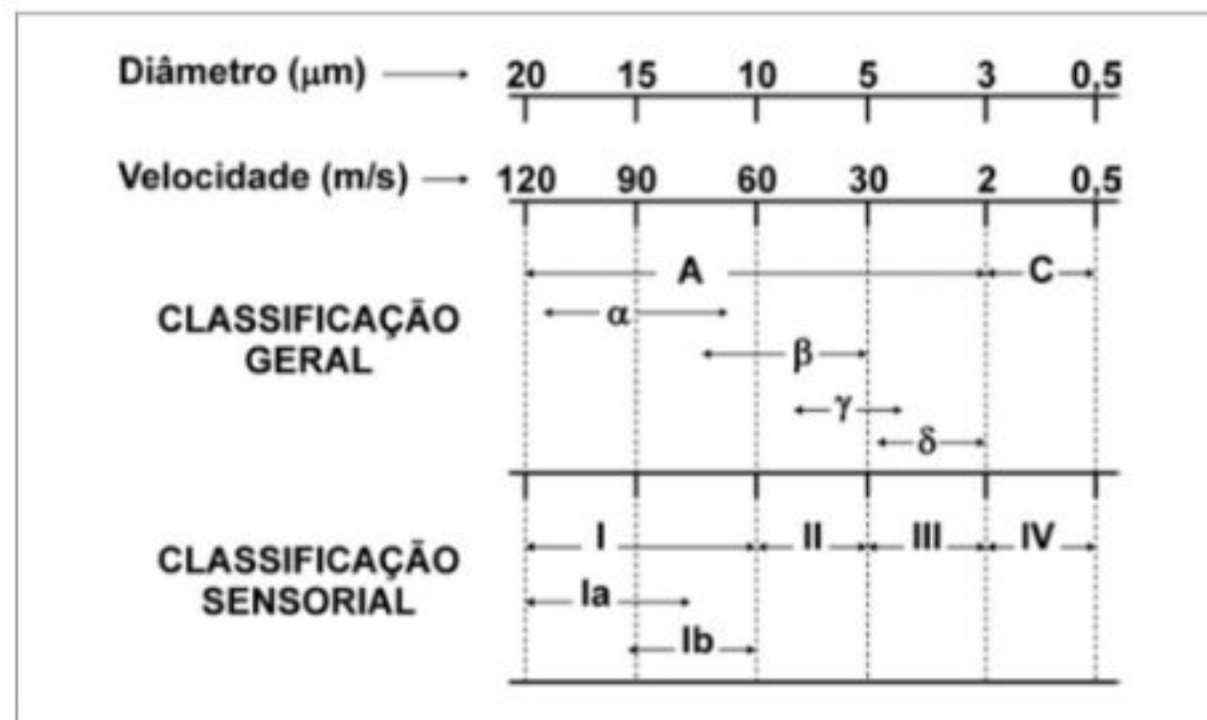 Diâmetro (μm) 20 15 10 5 3 0,5
Velocidade (m/s) 120 90 60 30 2 0,5
A C
CLASSIFICAÇÃO
GERAL
α
β
γ
δ
I II III IV
CLASSIFICAÇÃO
SENSORIAL
Ia
Ib